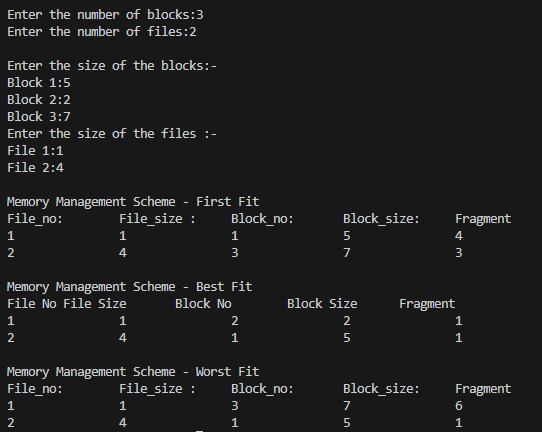 Enter the number of blocks:3
Enter the number of files:2
Enter the size of the blocks:-
Block 1:5
Block 2:2
Block 3:7
Enter the size of the files :-
File 1:1
File 2:4
Memory Management Scheme - First Fit
File_no: File_size : Block_no: Block_size: Fragment
1 1 1 5 4
2 4 3 7 3
Memory Management Scheme - Best Fit
File No File Size Block No Block Size Fragment
1 1 2 2 1
2 4 1 5 1
Memory Management Scheme - Worst Fit
File_no: File_size : Block_no: Block_size: Fragment
1 1 3 7 6
2 4 1 5 1